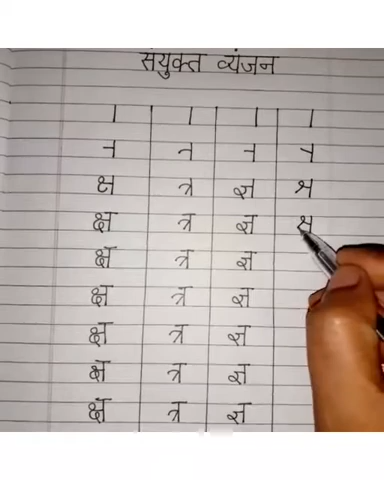 संयुक्त व्यंजन
क्ष त्र ज्ञ श्र
क्ष त्र ज्ञ
क्ष त्र ज्ञ
क्ष त्र ज्ञ
क्ष त्र ज्ञ
क्ष त्र ज्ञ
क्ष त्र ज्ञ